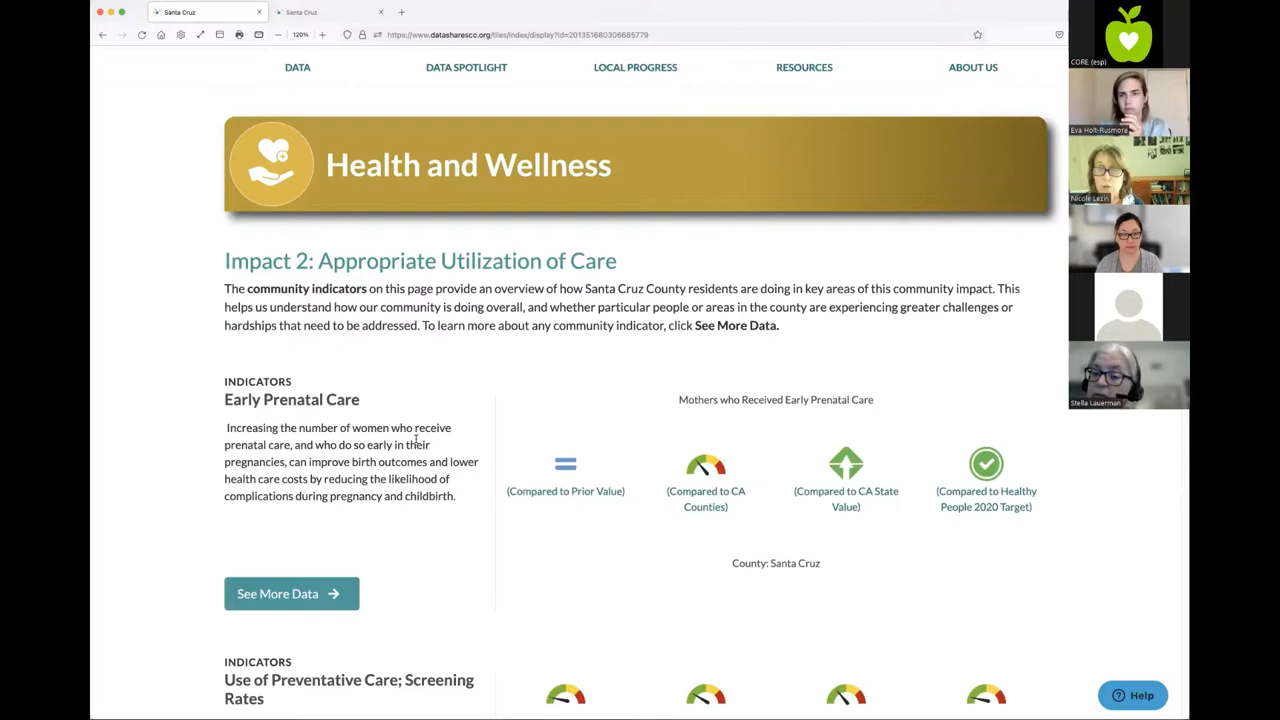 Santa Cruz
Santa Cruz
120%
https://www.datasharescc.org/tiles/index/display?id=201351680306685779
DATA
DATA SPOTLIGHT
LOCAL PROGRESS
RESOURCES
ABOUT US
CORE (esp)
Eva Holt-Rusmore
Nicole Lezin
Stella Lauerman
Health and Wellness
Impact 2: Appropriate Utilization of Care
The community indicators on this page provide an overview of how Santa Cruz County residents are doing in key areas of this community impact. This
helps us understand how our community is doing overall, and whether particular people or areas in the county are experiencing greater challenges or
hardships that need to be addressed. To learn more about any community indicator, click See More Data.
INDICATORS
Early Prenatal Care
Increasing the number of women who receive
prenatal care, and who do so early in their
pregnancies, can improve birth outcomes and lower
health care costs by reducing the likelihood of
complications during pregnancy and childbirth.
See More Data
Mothers who Received Early Prenatal Care
(Compared to Prior Value)
(Compared to CA
Counties)
(Compared to CA State
Value)
(Compared to Healthy
People 2020 Target)
County: Santa Cruz
INDICATORS
Use of Preventative Care; Screening
Rates
Help